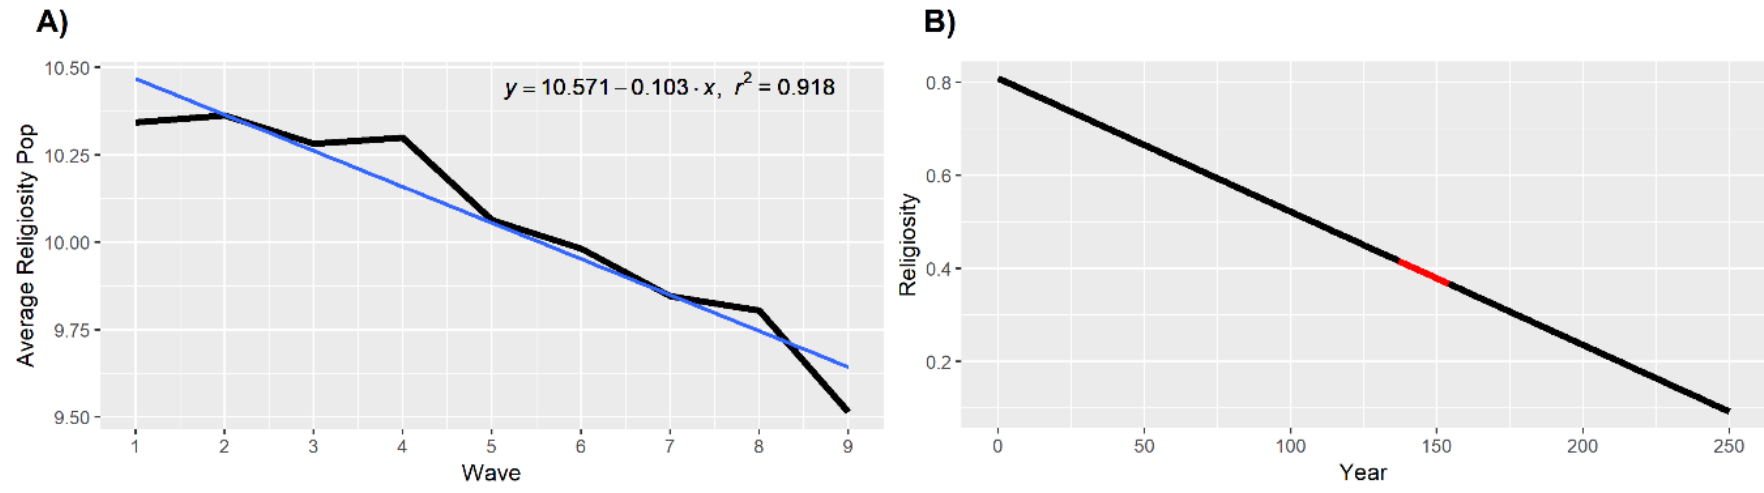 A)
y = 10.571 – 0.103 · x, r² = 0.918
Average Religiosity Pop
10.50
10.25
10.00
9.75
9.50
1 2 3 4 5 6 7 8 9
Wave
B)
Religiosity
0.8
0.6
0.4
0.2
0 50 100 150 200 250
Year